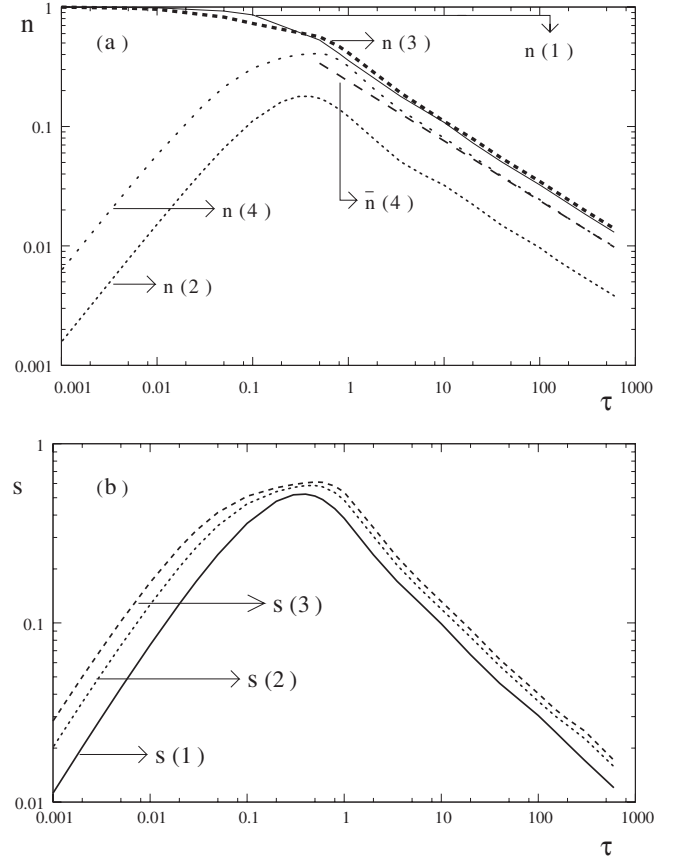 n
1
(a)
n (3)
n (1)
0.1
n̄ (4)
n (4)
0.01
n (2)
0.001
0.001 0.01 0.1 1 10 100 1000
τ
1
s
(b)
s (3)
0.1
s (2)
s (1)
0.01
0.001 0.01 0.1 1 10 100 1000
τ